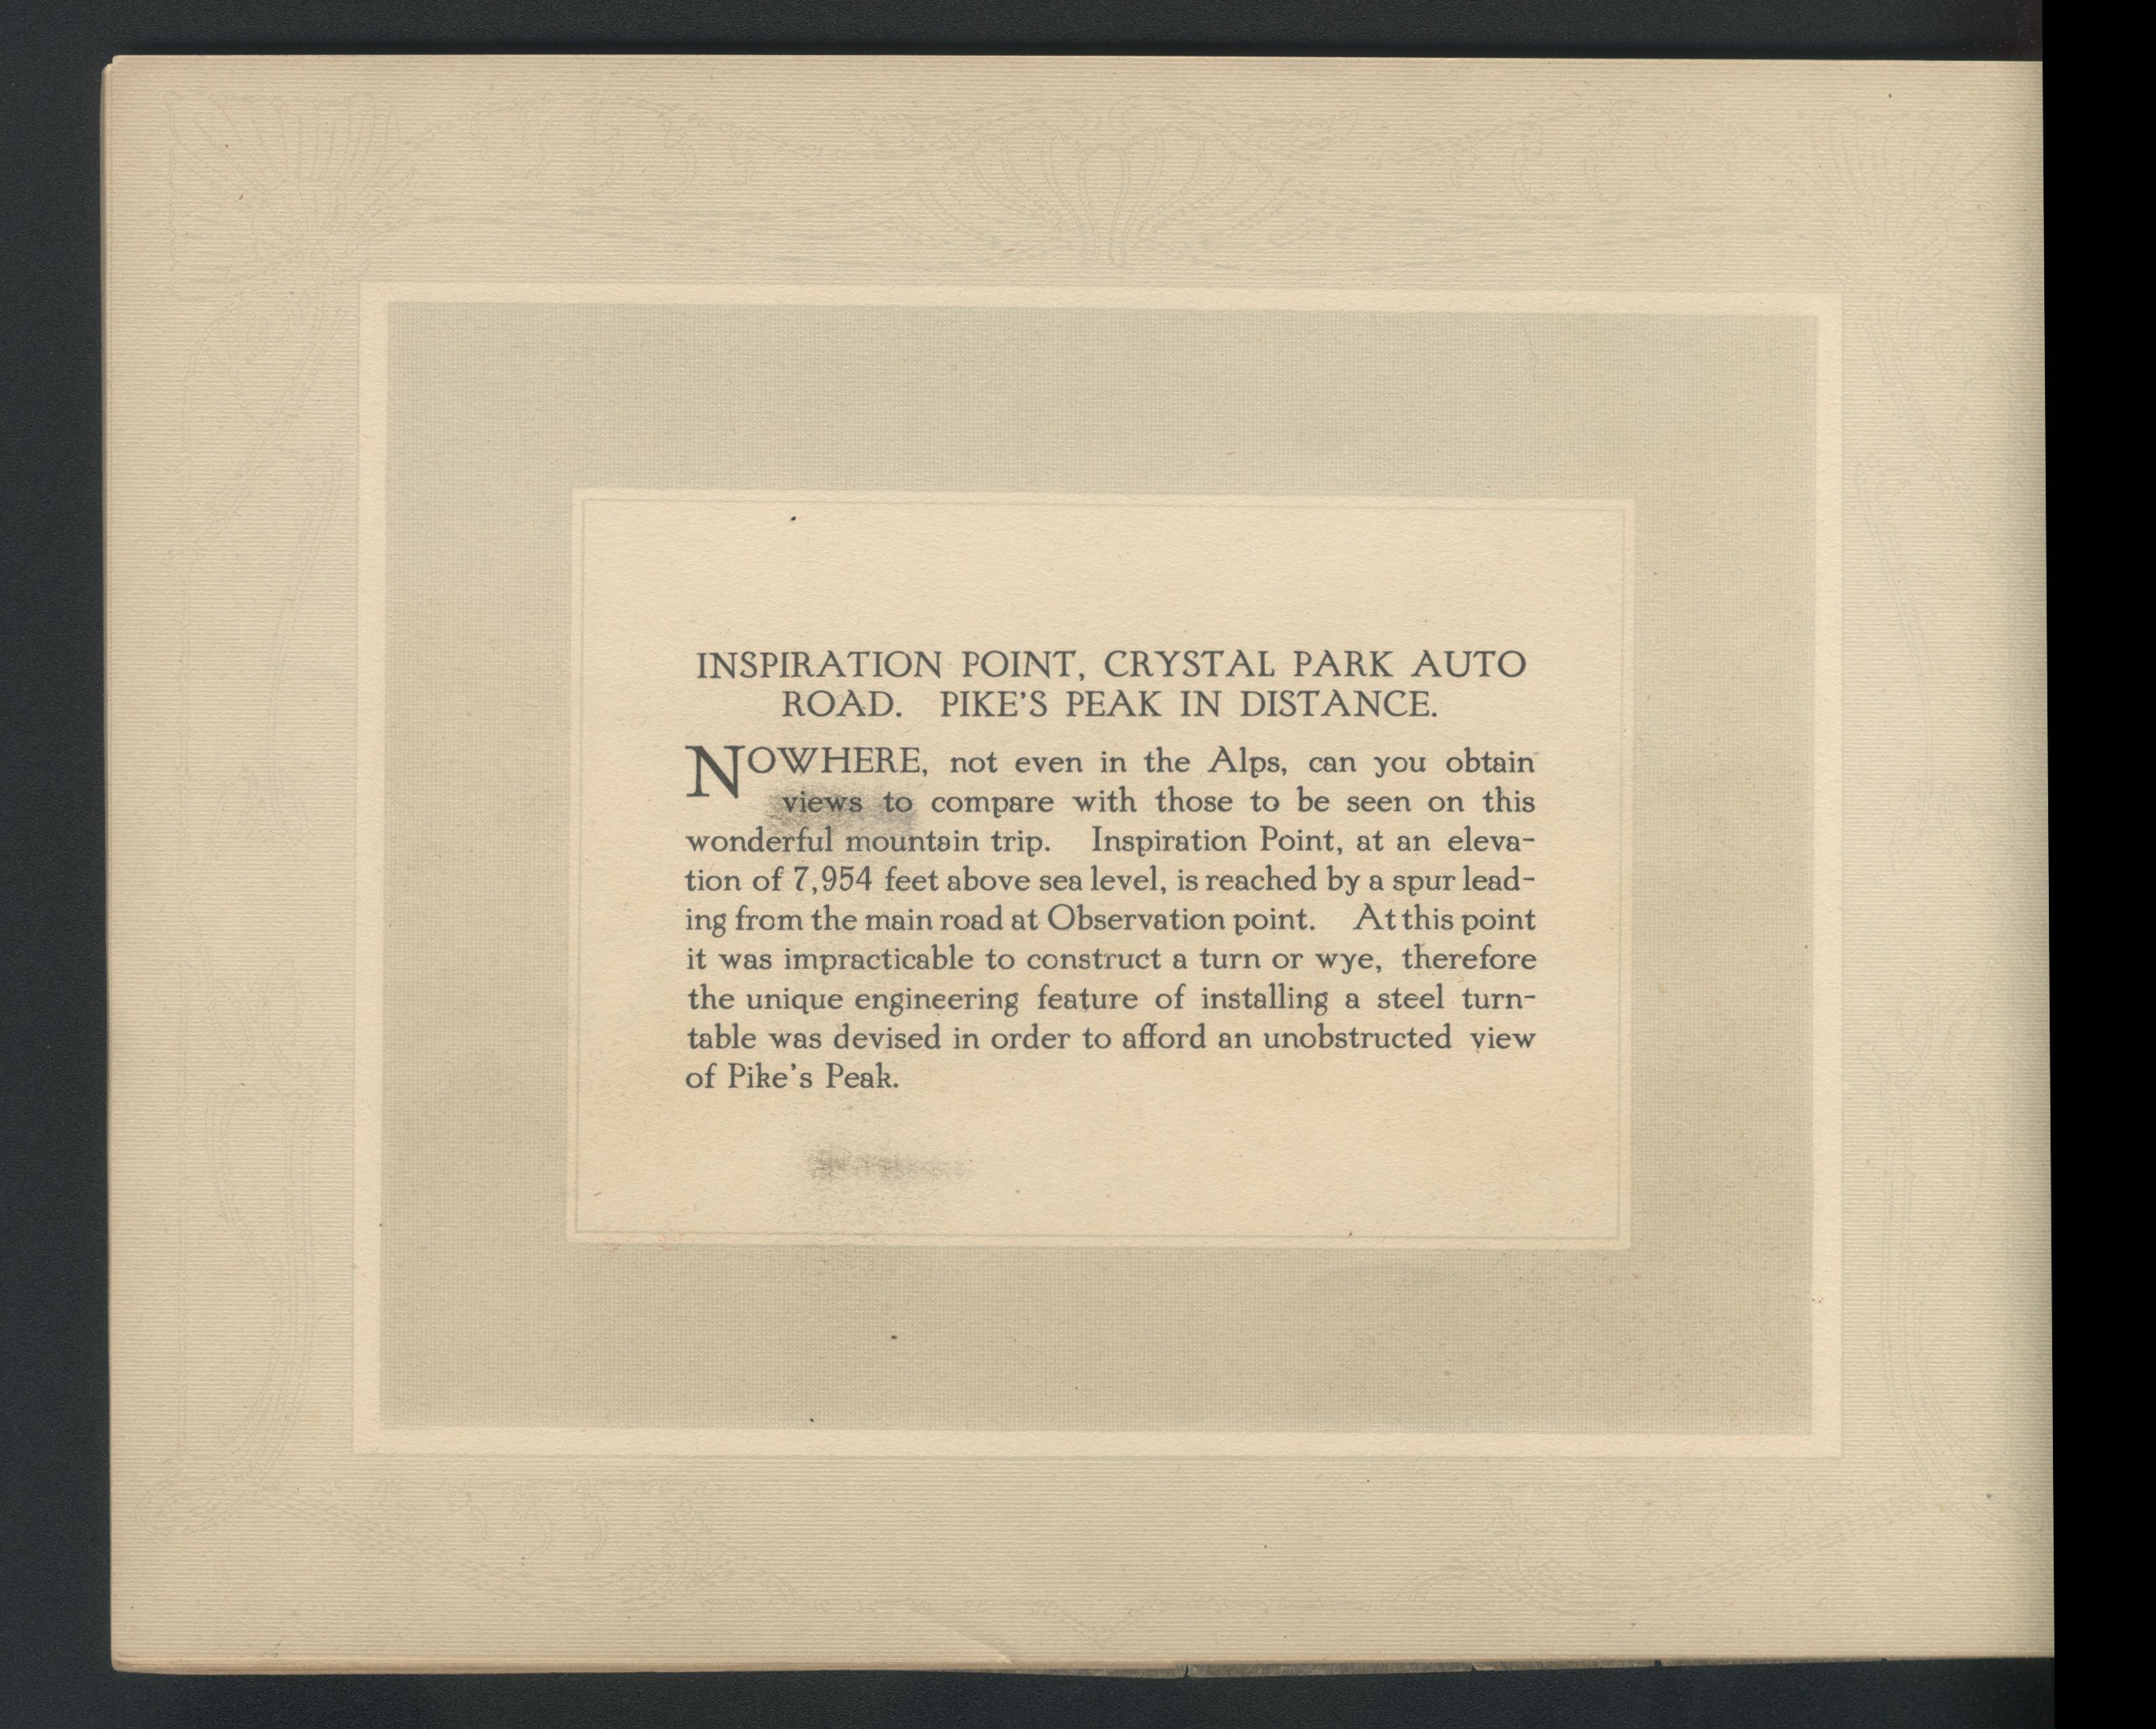 INSPIRATION POINT, CRYSTAL PARK AUTO
ROAD. PIKE'S PEAK IN DISTANCE.
NOWHERE, not even in the Alps, can you obtain
views to compare with those to be seen on this
wonderful mountain trip. Inspiration Point, at an eleva-
tion of 7,954 feet above sea level, is reached by a spur lead-
ing from the main road at Observation point. At this point
it was impracticable to construct a turn or wye, therefore
the unique engineering feature of installing a steel turn-
table was devised in order to afford an unobstructed view
of Pike's Peak.